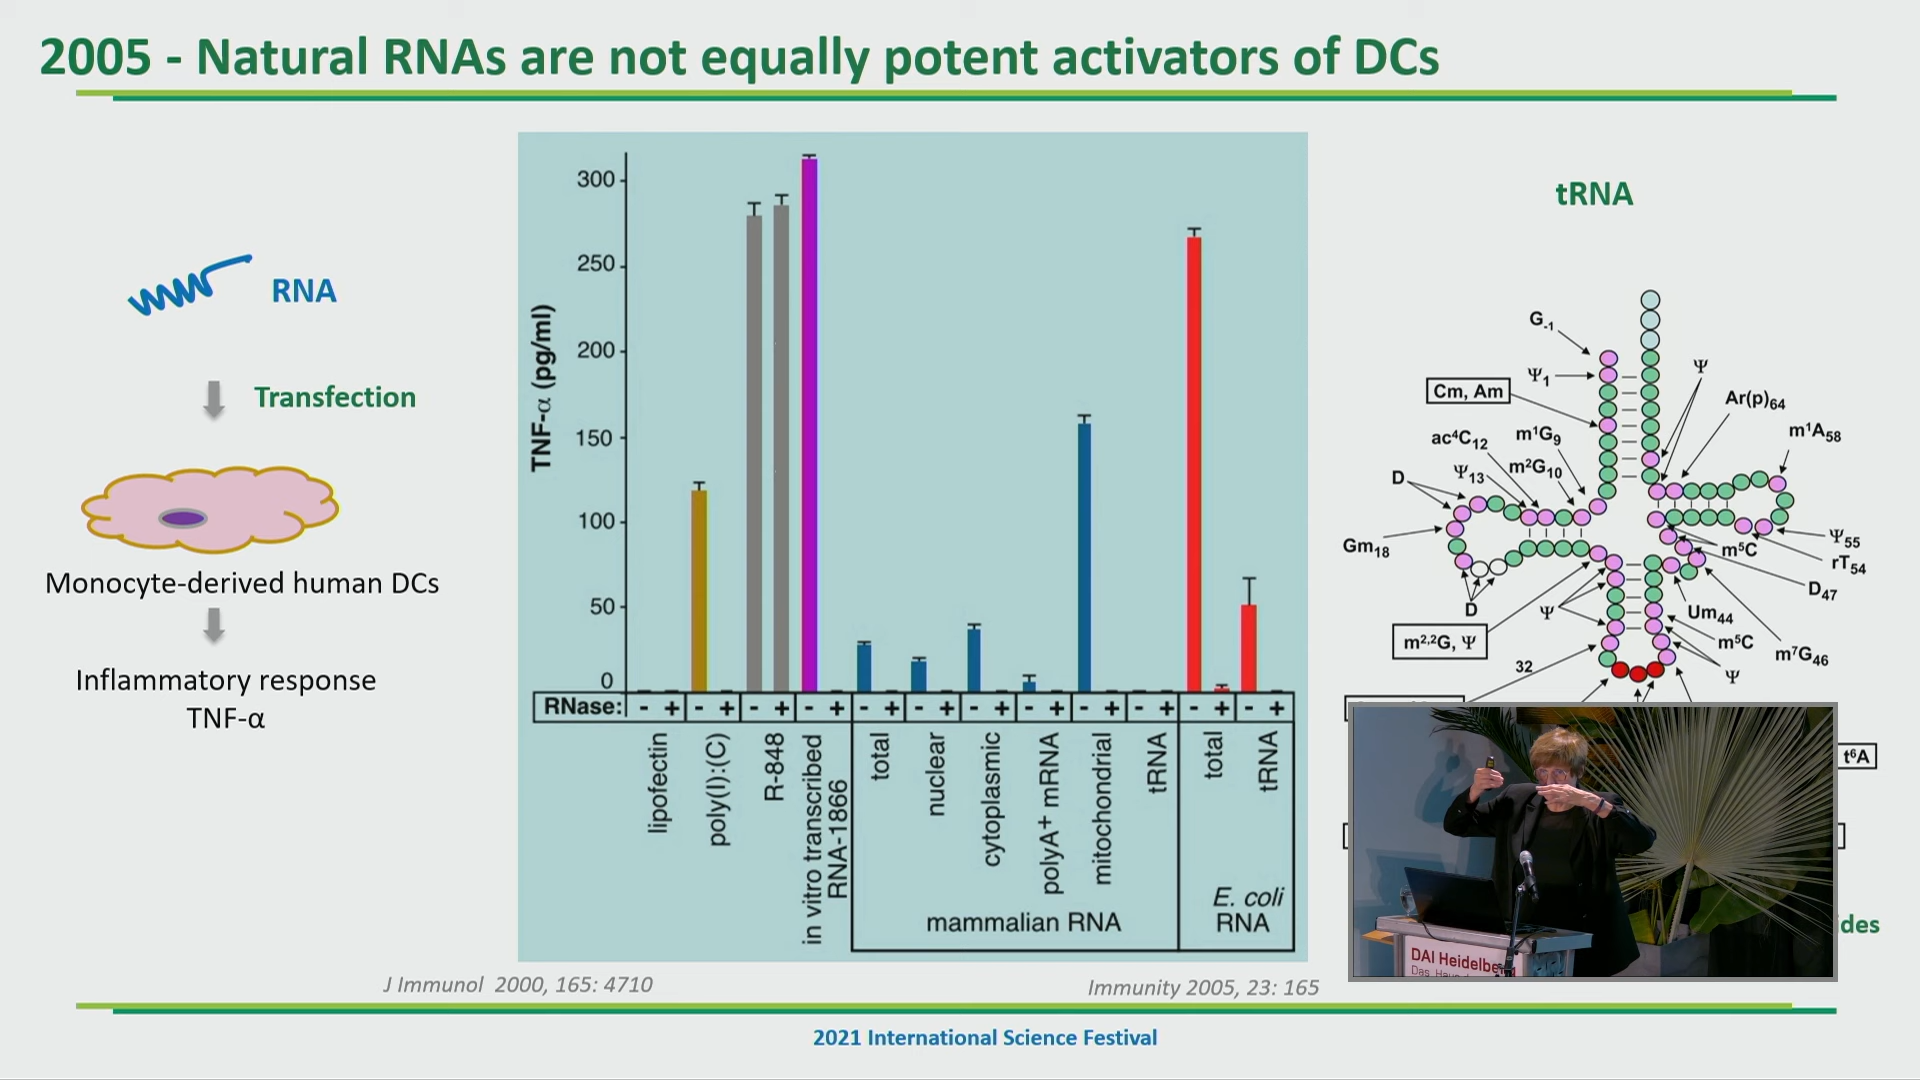 2005 - Natural RNAs are not equally potent activators of DCs
RNA
Transfection
Monocyte-derived human DCs
Inflammatory response
TNF-α
TNF-α (pg/ml)
300
250
200
150
100
50
0
RNase: - + - + - + - + - + - + - + - + - + - + - + - +
lipofectin
poly(I):(C)
R-848
in vitro transcribed
RNA-1866
total
nuclear
cytoplasmic
polyA+ mRNA
mitochondrial
tRNA
total
tRNA
mammalian RNA
E. coli
RNA
J Immunol 2000, 165: 4710
Immunity 2005, 23: 165
tRNA
G-1
Ψ1
Ψ
Cm, Am
Ar(p)64
ac⁴C12
m¹G9
m¹A58
Ψ13
m²G10
D
Gm18
m⁵C
Ψ55
rT54
D47
D
Ψ
Um44
m2,2G, Ψ
m⁵C
m⁷G46
32
Ψ
t⁶A
ides
DAI Heidelbe
Das Hau
2021 International Science Festival